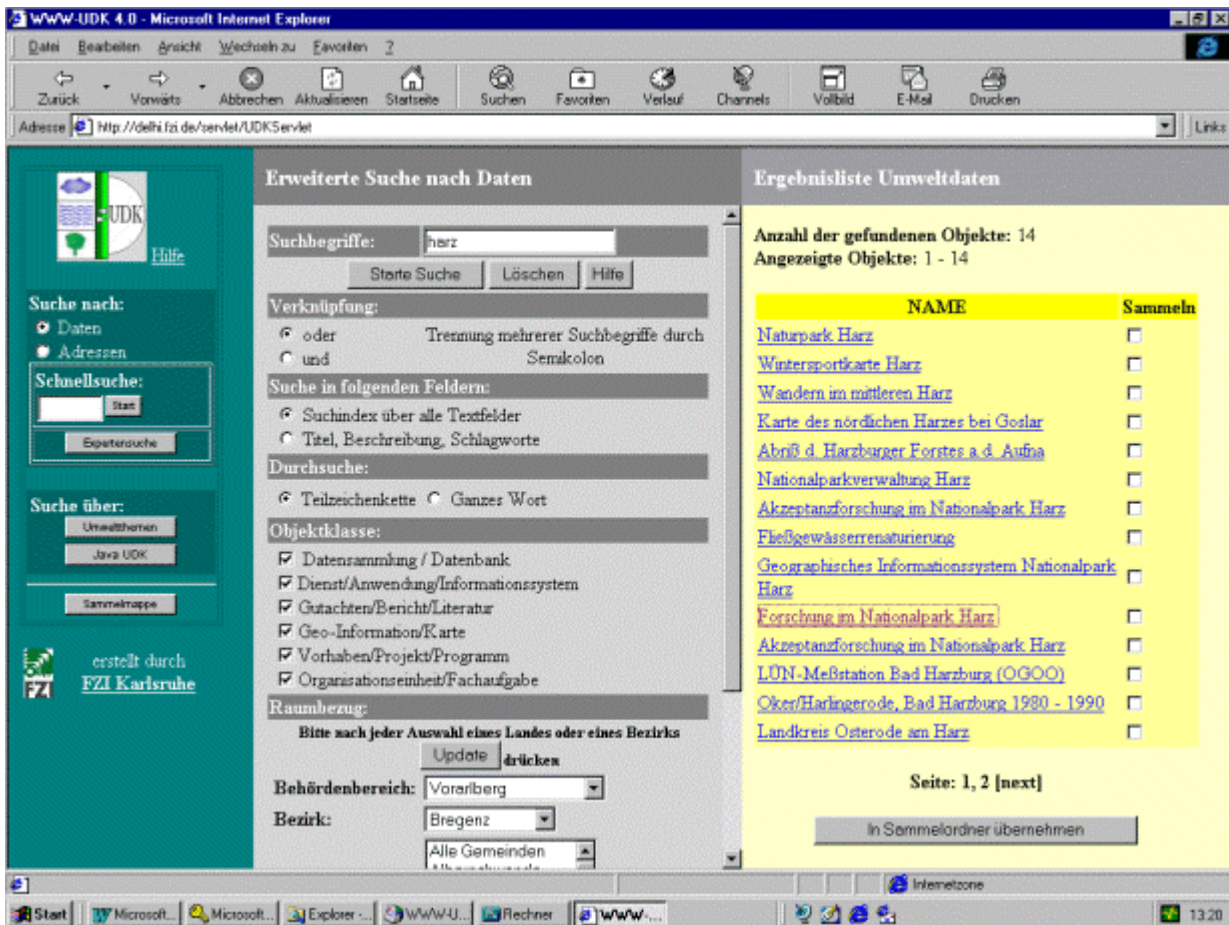 WWW-UDK 4.0 - Microsoft Internet Explorer
Datei Bearbeiten Ansicht Wechseln zu Favoriten ?
Zurück Vorwärts Abbrechen Aktualisieren Startseite Suchen Favoriten Verlauf Channels Vollbild E-Mail Drucken
Adresse http://delhi.fzi.de/servlet/UDKServlet Links
UDK
Hilfe
Suche nach:
Daten
Adressen
Schnellsuche:
Start
Expertensuche
Suche über:
Umweltthemen
Java UDK
Sammelmappe
FZI
erstellt durch
FZI Karlsruhe
Erweiterte Suche nach Daten
Suchbegriffe: harz
Starte Suche Löschen Hilfe
Verknüpfung:
oder Trennung mehrerer Suchbegriffe durch
und Semikolon
Suche in folgenden Feldern:
Suchindex über alle Textfelder
Titel, Beschreibung, Schlagworte
Durchsuche:
Teilzeichenkette Ganzes Wort
Objektklasse:
Datensammlung / Datenbank
Dienst/Anwendung/Informationssystem
Gutachten/Bericht/Literatur
Geo-Information/Karte
Vorhaben/Projekt/Programm
Organisationseinheit/Fachaufgabe
Raumbezug:
Bitte nach jeder Auswahl eines Landes oder eines Bezirks
Update drücken
Behördenbereich: Vorarlberg
Bezirk: Bregenz
Alle Gemeinden
Ergebnisliste Umweltdaten
Anzahl der gefundenen Objekte: 14
Angezeigte Objekte: 1 - 14
NAME Sammeln
Naturpark Harz
Wintersportkarte Harz
Wandern im mittleren Harz
Karte des nördlichen Harzes bei Goslar
Abriß d. Harzburger Forstes a.d. Aufna
Nationalparkverwaltung Harz
Akzeptanzforschung im Nationalpark Harz
Fließgewässerrenaturierung
Geographisches Informationssystem Nationalpark
Harz
Forschung im Nationalpark Harz
Akzeptanzforschung im Nationalpark Harz
LÜN-Meßstation Bad Harzburg (OGOO)
Oker/Harlingerode, Bad Harzburg 1980 - 1990
Landkreis Osterode am Harz
Seite: 1, 2 [next]
In Sammelordner übernehmen
Internetzone
Start Microsoft... Microsoft... Explorer -... WWW-U... Rechner WWW-... 13:20